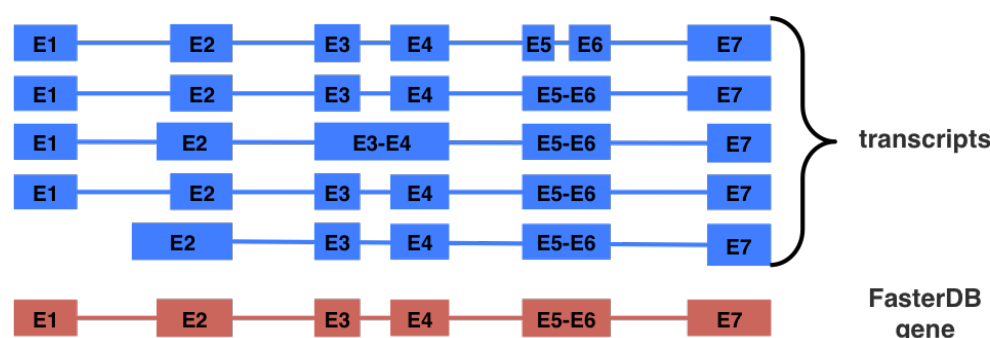 E1 E2 E3 E4 E5 E6 E7
E1 E2 E3 E4 E5-E6 E7
E1 E2 E3-E4 E5-E6 E7
E1 E2 E3 E4 E5-E6 E7
E2 E3 E4 E5-E6 E7
transcripts
E1 E2 E3 E4 E5-E6 E7
FasterDB
gene